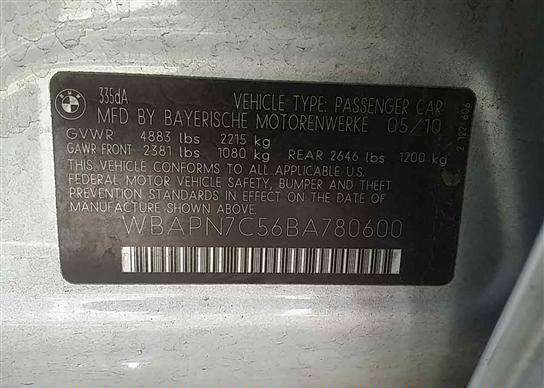 BMW
335dA VEHICLE TYPE: PASSENGER CAR
MFD BY BAYERISCHE MOTORENWERKE 05/10
GVWR 4883 lbs 2215 kg
GAWR FRONT 2381 lbs 1080 kg REAR 2646 lbs 1200 kg
THIS VEHICLE CONFORMS TO ALL APPLICABLE U.S.
FEDERAL MOTOR VEHICLE SAFETY, BUMPER AND THEFT
PREVENTION STANDARDS IN EFFECT ON THE DATE OF
MANUFACTURE SHOWN ABOVE.
WBAPN7C56BA780600